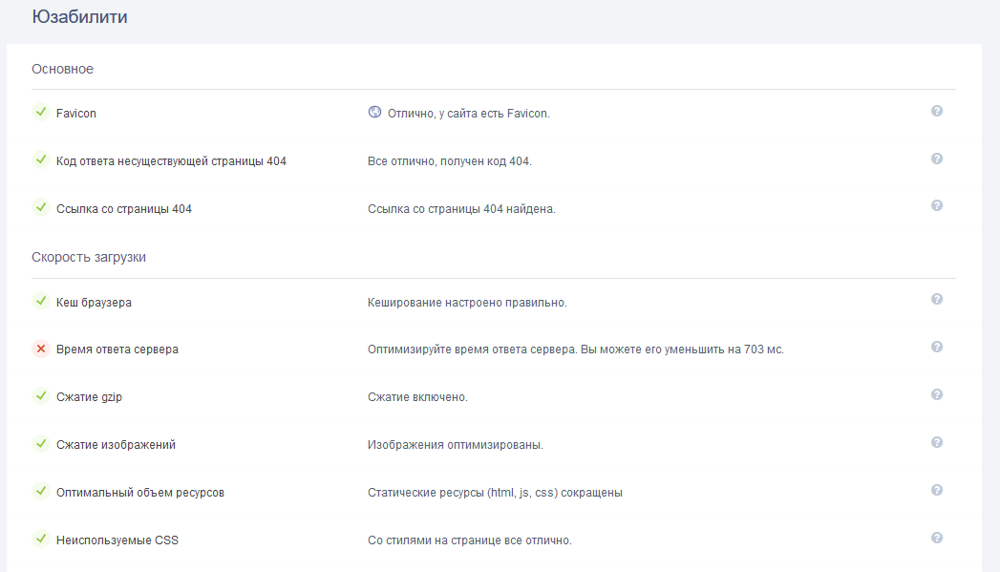 Юзабилити
Основное
Favicon Отлично, у сайта есть Favicon.
Код ответа несуществующей страницы 404 Все отлично, получен код 404.
Ссылка со страницы 404 Ссылка со страницы 404 найдена.
Скорость загрузки
Кеш браузера Кеширование настроено правильно.
Время ответа сервера Оптимизируйте время ответа сервера. Вы можете его уменьшить на 703 мс.
Сжатие gzip Сжатие включено.
Сжатие изображений Изображения оптимизированы.
Оптимальный объем ресурсов Статические ресурсы (html, js, css) сокращены
Неиспользуемые CSS Со стилями на странице все отлично.